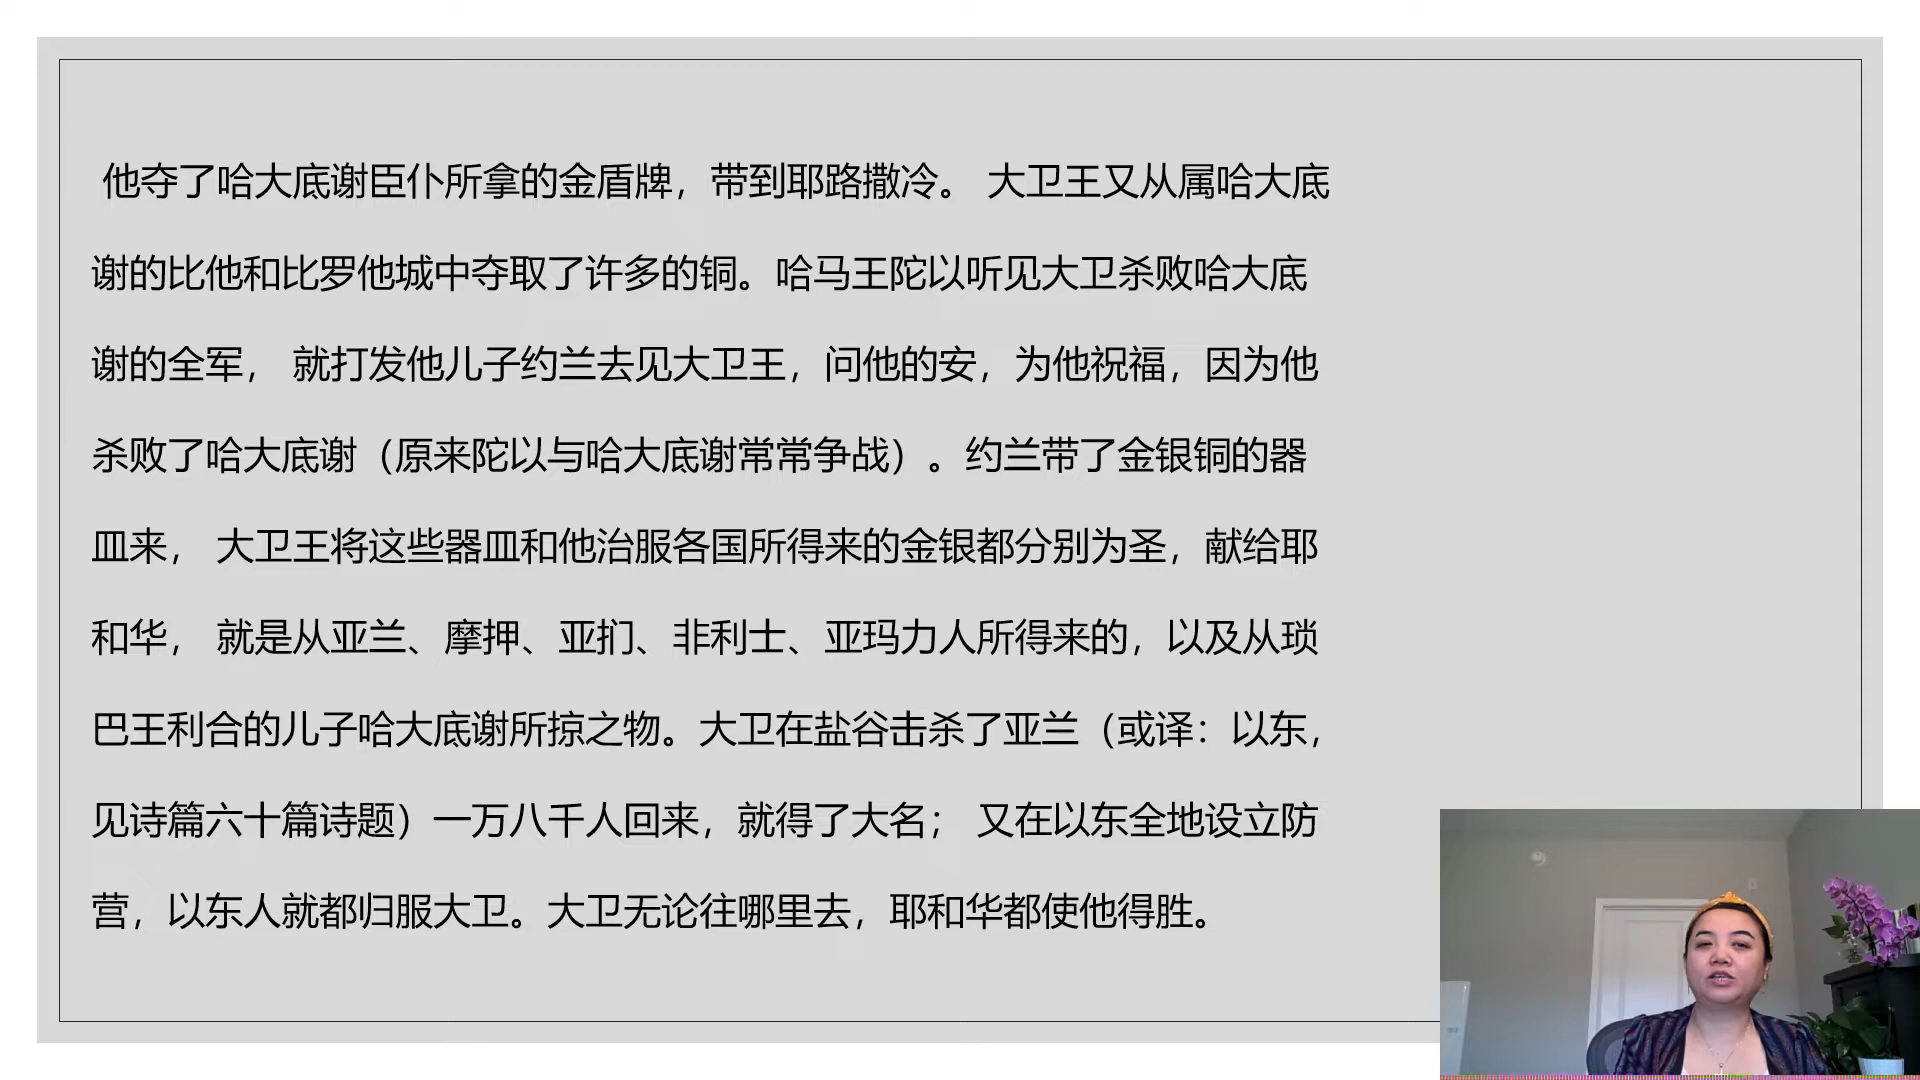 他夺了哈大底谢臣仆所拿的金盾牌，带到耶路撒冷。 大卫王又从属哈大底
谢的比他和比罗他城中夺取了许多的铜。哈马王陀以听见大卫杀败哈大底
谢的全军， 就打发他儿子约兰去见大卫王，问他的安，为他祝福，因为他
杀败了哈大底谢（原来陀以与哈大底谢常常争战）。约兰带了金银铜的器
皿来， 大卫王将这些器皿和他治服各国所得来的金银都分别为圣，献给耶
和华， 就是从亚兰、摩押、亚扪、非利士、亚玛力人所得来的，以及从琐
巴王利合的儿子哈大底谢所掠之物。大卫在盐谷击杀了亚兰（或译：以东，
见诗篇六十篇诗题）一万八千人回来，就得了大名； 又在以东全地设立防
营，以东人就都归服大卫。大卫无论往哪里去，耶和华都使他得胜。